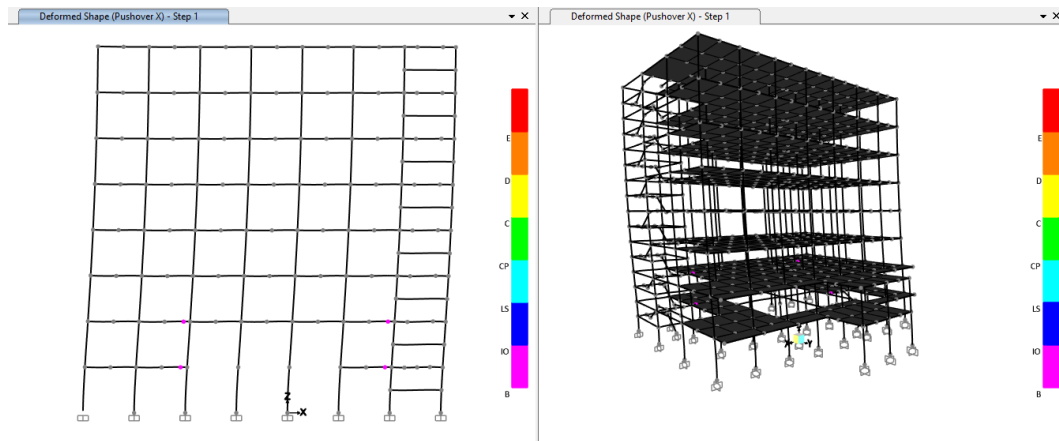 Deformed Shape (Pushover X) - Step 1
E
D
C
CP
LS
IO
B
Z
X
Deformed Shape (Pushover X) - Step 1
E
D
C
CP
LS
IO
B
X
Y